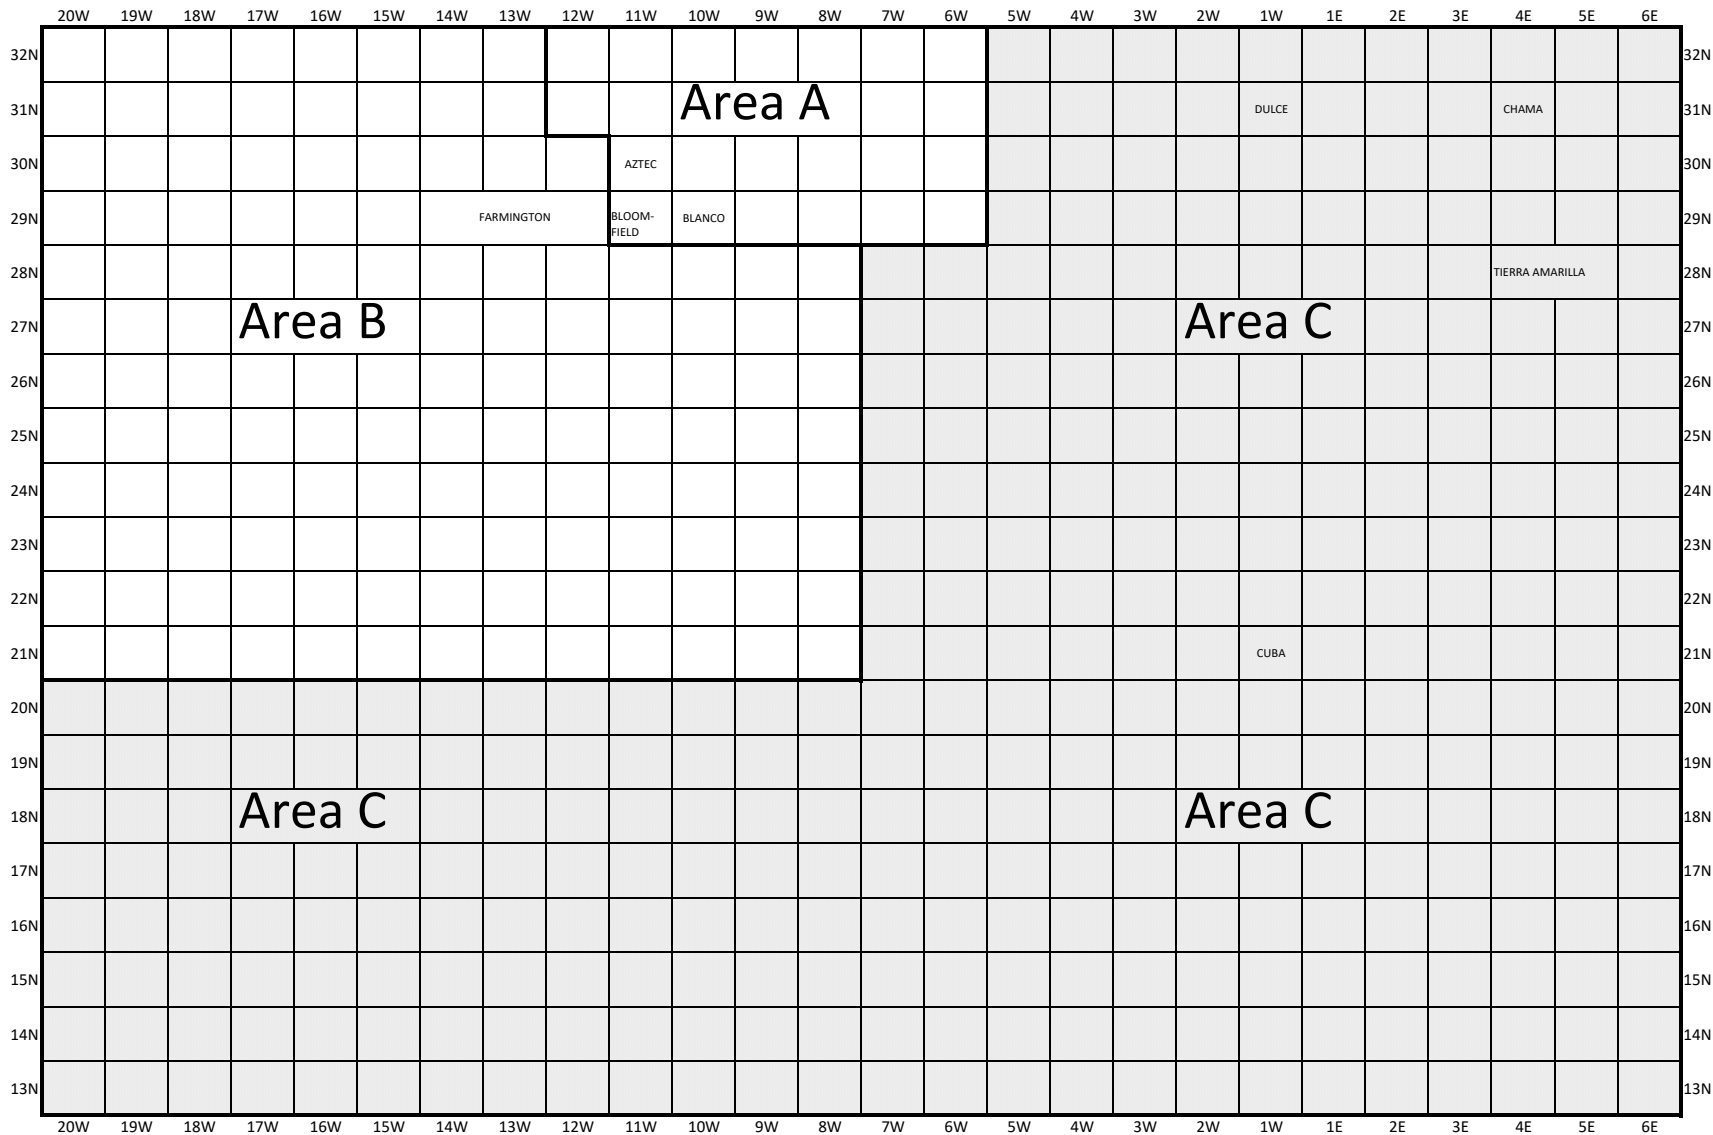 20W 19W 18W 17W 16W 15W 14W 13W 12W 11W 10W 9W 8W 7W 6W 5W 4W 3W 2W 1W 1E 2E 3E 4E 5E 6E
32N 32N
31N Area A DULCE CHAMA 31N
30N AZTEC 30N
29N FARMINGTON BLOOM- BLANCO 29N
FIELD
28N TIERRA AMARILLA 28N
27N Area B Area C 27N
26N 26N
25N 25N
24N 24N
23N 23N
22N 22N
21N CUBA 21N
20N 20N
19N 19N
18N Area C Area C 18N
17N 17N
16N 16N
15N 15N
14N 14N
13N 13N
20W 19W 18W 17W 16W 15W 14W 13W 12W 11W 10W 9W 8W 7W 6W 5W 4W 3W 2W 1W 1E 2E 3E 4E 5E 6E